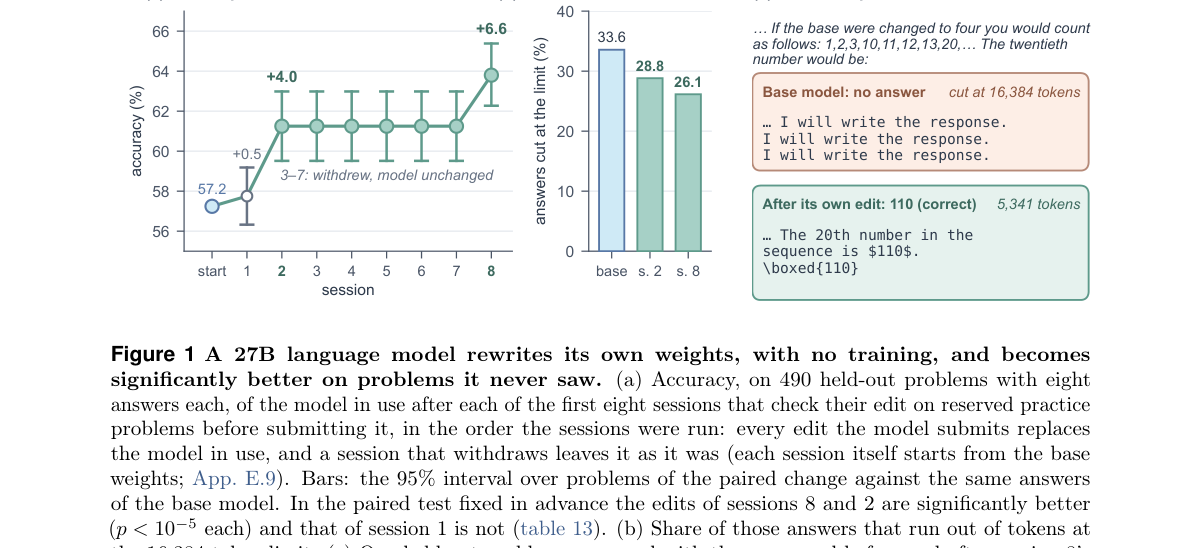 66
64
62
60
58
56
accuracy (%)
57.2
+0.5
+4.0
+6.6
3–7: withdrew, model unchanged
start 1 2 3 4 5 6 7 8
session
40
30
20
10
0
answers cut at the limit (%)
33.6
28.8
26.1
base s. 2 s. 8
… If the base were changed to four you would count
as follows: 1,2,3,10,11,12,13,20,… The twentieth
number would be:
Base model: no answer cut at 16,384 tokens
… I will write the response.
I will write the response.
I will write the response.
After its own edit: 110 (correct) 5,341 tokens
… The 20th number in the
sequence is $110$.
\boxed{110}
Figure 1 A 27B language model rewrites its own weights, with no training, and becomes
significantly better on problems it never saw. (a) Accuracy, on 490 held-out problems with eight
answers each, of the model in use after each of the first eight sessions that check their edit on reserved practice
problems before submitting it, in the order the sessions were run: every edit the model submits replaces
the model in use, and a session that withdraws leaves it as it was (each session itself starts from the base
weights; App. E.9). Bars: the 95% interval over problems of the paired change against the same answers
of the base model. In the paired test fixed in advance the edits of sessions 8 and 2 are significantly better
(p < 10⁻⁵ each) and that of session 1 is not (table 13). (b) Share of those answers that run out of tokens at